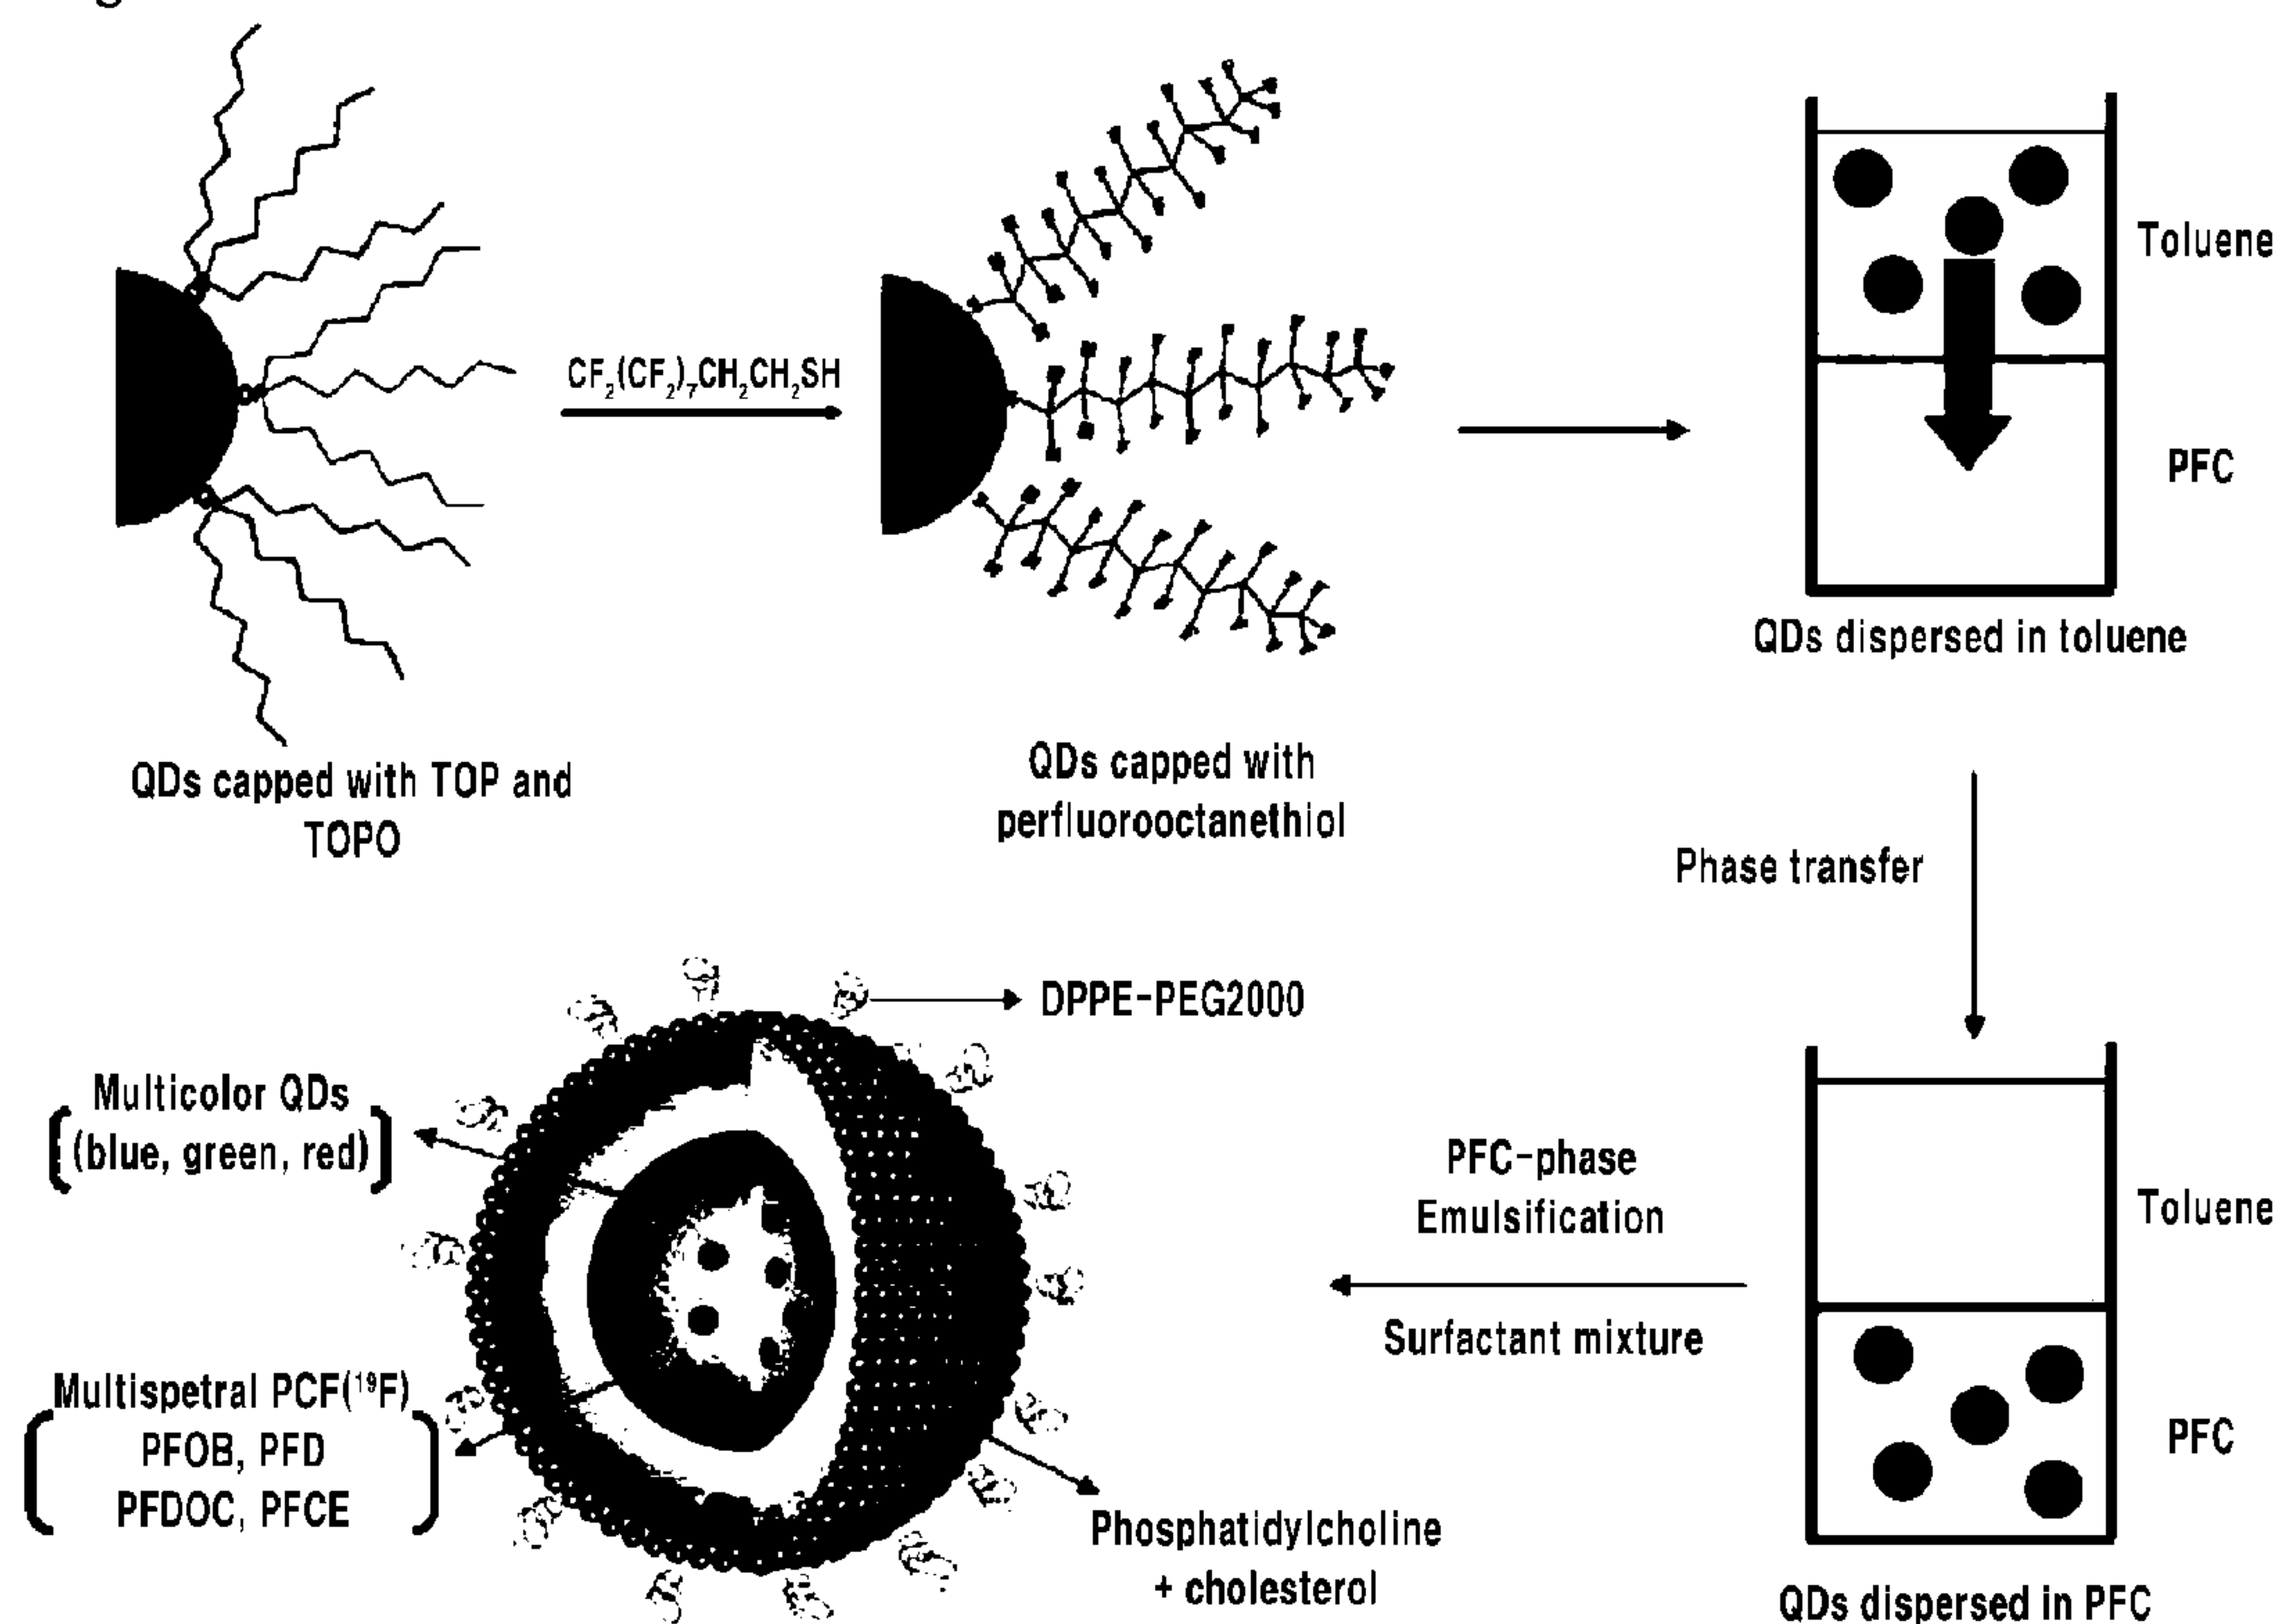 CF₂(CF₂)₇CH₂CH₂SH
Toluene
PFC
QDs dispersed in toluene
QDs capped with TOP and
TOPO
QDs capped with
perfluorooctanethiol
Phase transfer
DPPE-PEG2000
Multicolor QDs
(blue, green, red)
PFC-phase
Emulsification
Surfactant mixture
Toluene
PFC
Multispetral PCF(¹⁹F)
PFOB, PFD
PFDOC, PFCE
Phosphatidylcholine
+ cholesterol
QDs dispersed in PFC